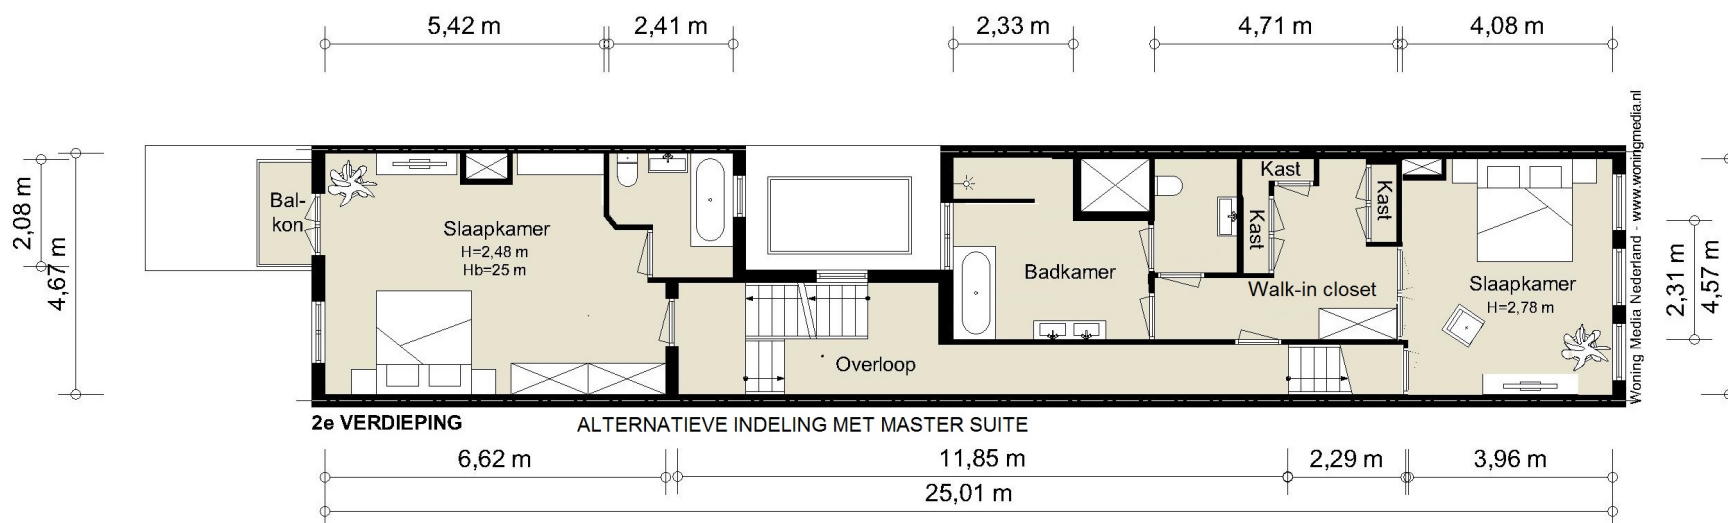 5,42 m
2,41 m
2,33 m
4,71 m
4,08 m
2,08 m
4,67 m
Bal-
kon
Slaapkamer
H=2,48 m
Hb=25 m
Badkamer
Kast
Kast
Kast
Walk-in closet
Slaapkamer
H=2,78 m
Overloop
2,31 m
4,57 m
Woning Media Nederland - www.woningmedia.nl
2e VERDIEPING
ALTERNATIEVE INDELING MET MASTER SUITE
6,62 m
11,85 m
2,29 m
3,96 m
25,01 m